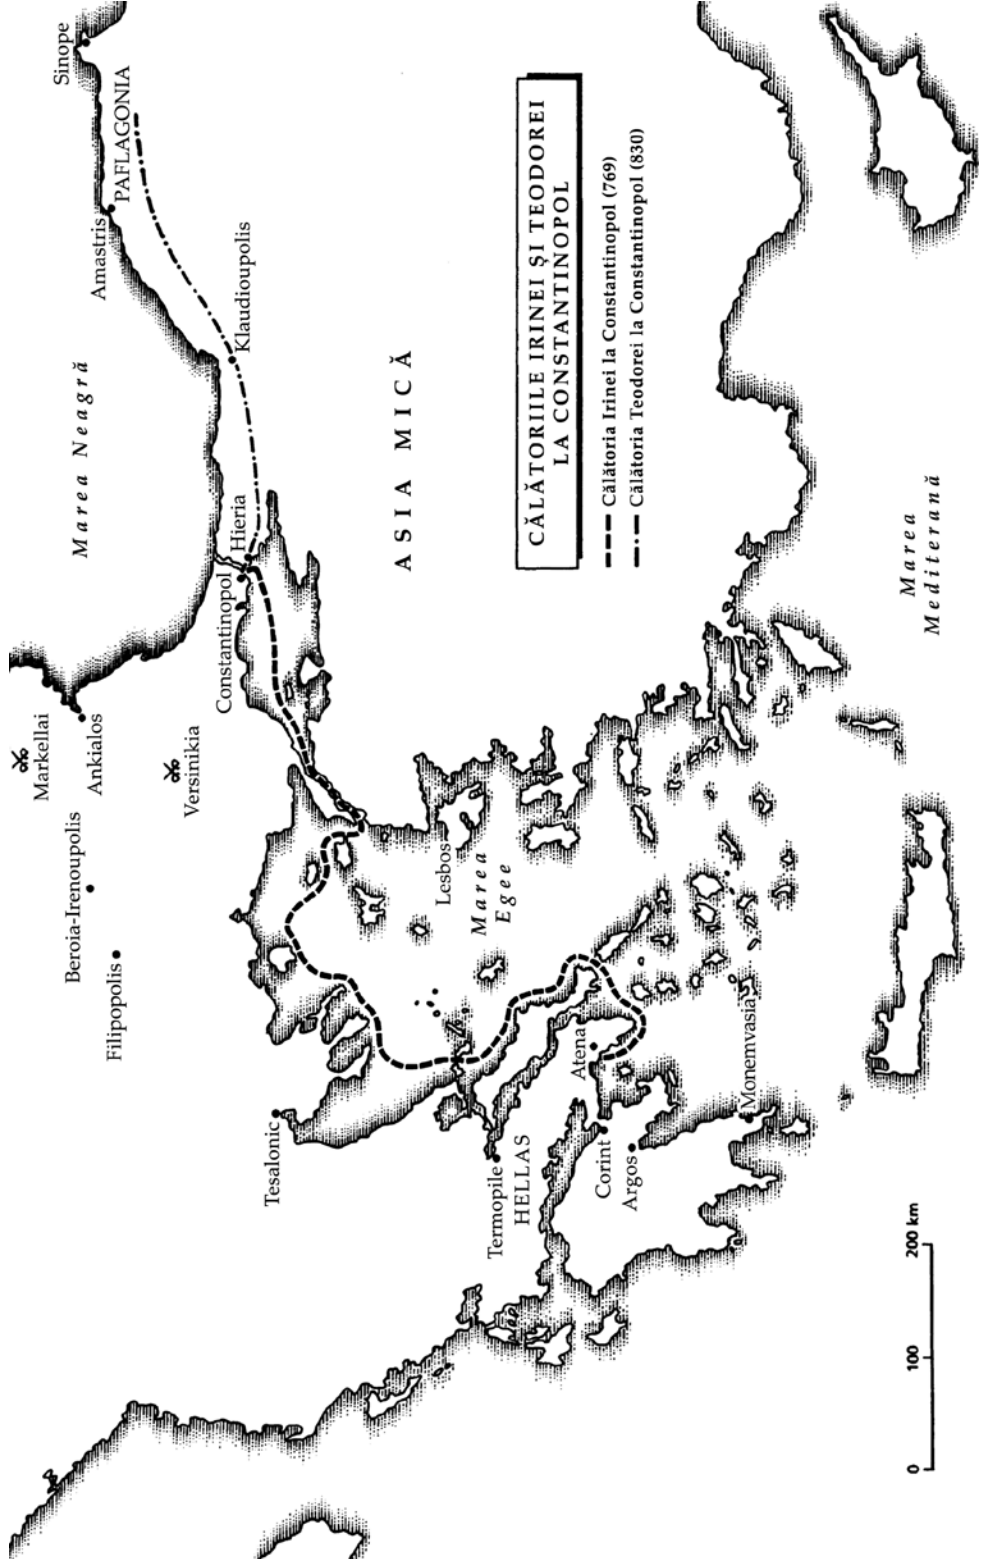 CĂLĂTORIILE IRINEI ŞI TEODOREI
LA CONSTANTINOPOL
Călătoria Irinei la Constantinopol (769)
Călătoria Teodorei la Constantinopol (830)
Sinope
PAFLAGONIA
Amastris
Marea Neagră
Klaudioupolis
Hieria
Constantinopol
ASIA MICĂ
Markellai
Ankialos
Versinikia
Beroia-Irenoupolis
Filipopolis
Lesbos
Marea
Egee
Tesalonic
Termopile
HELLAS
Atena
Corint
Argos
Monemvasia
Marea
Mediterană
0 100 200 km